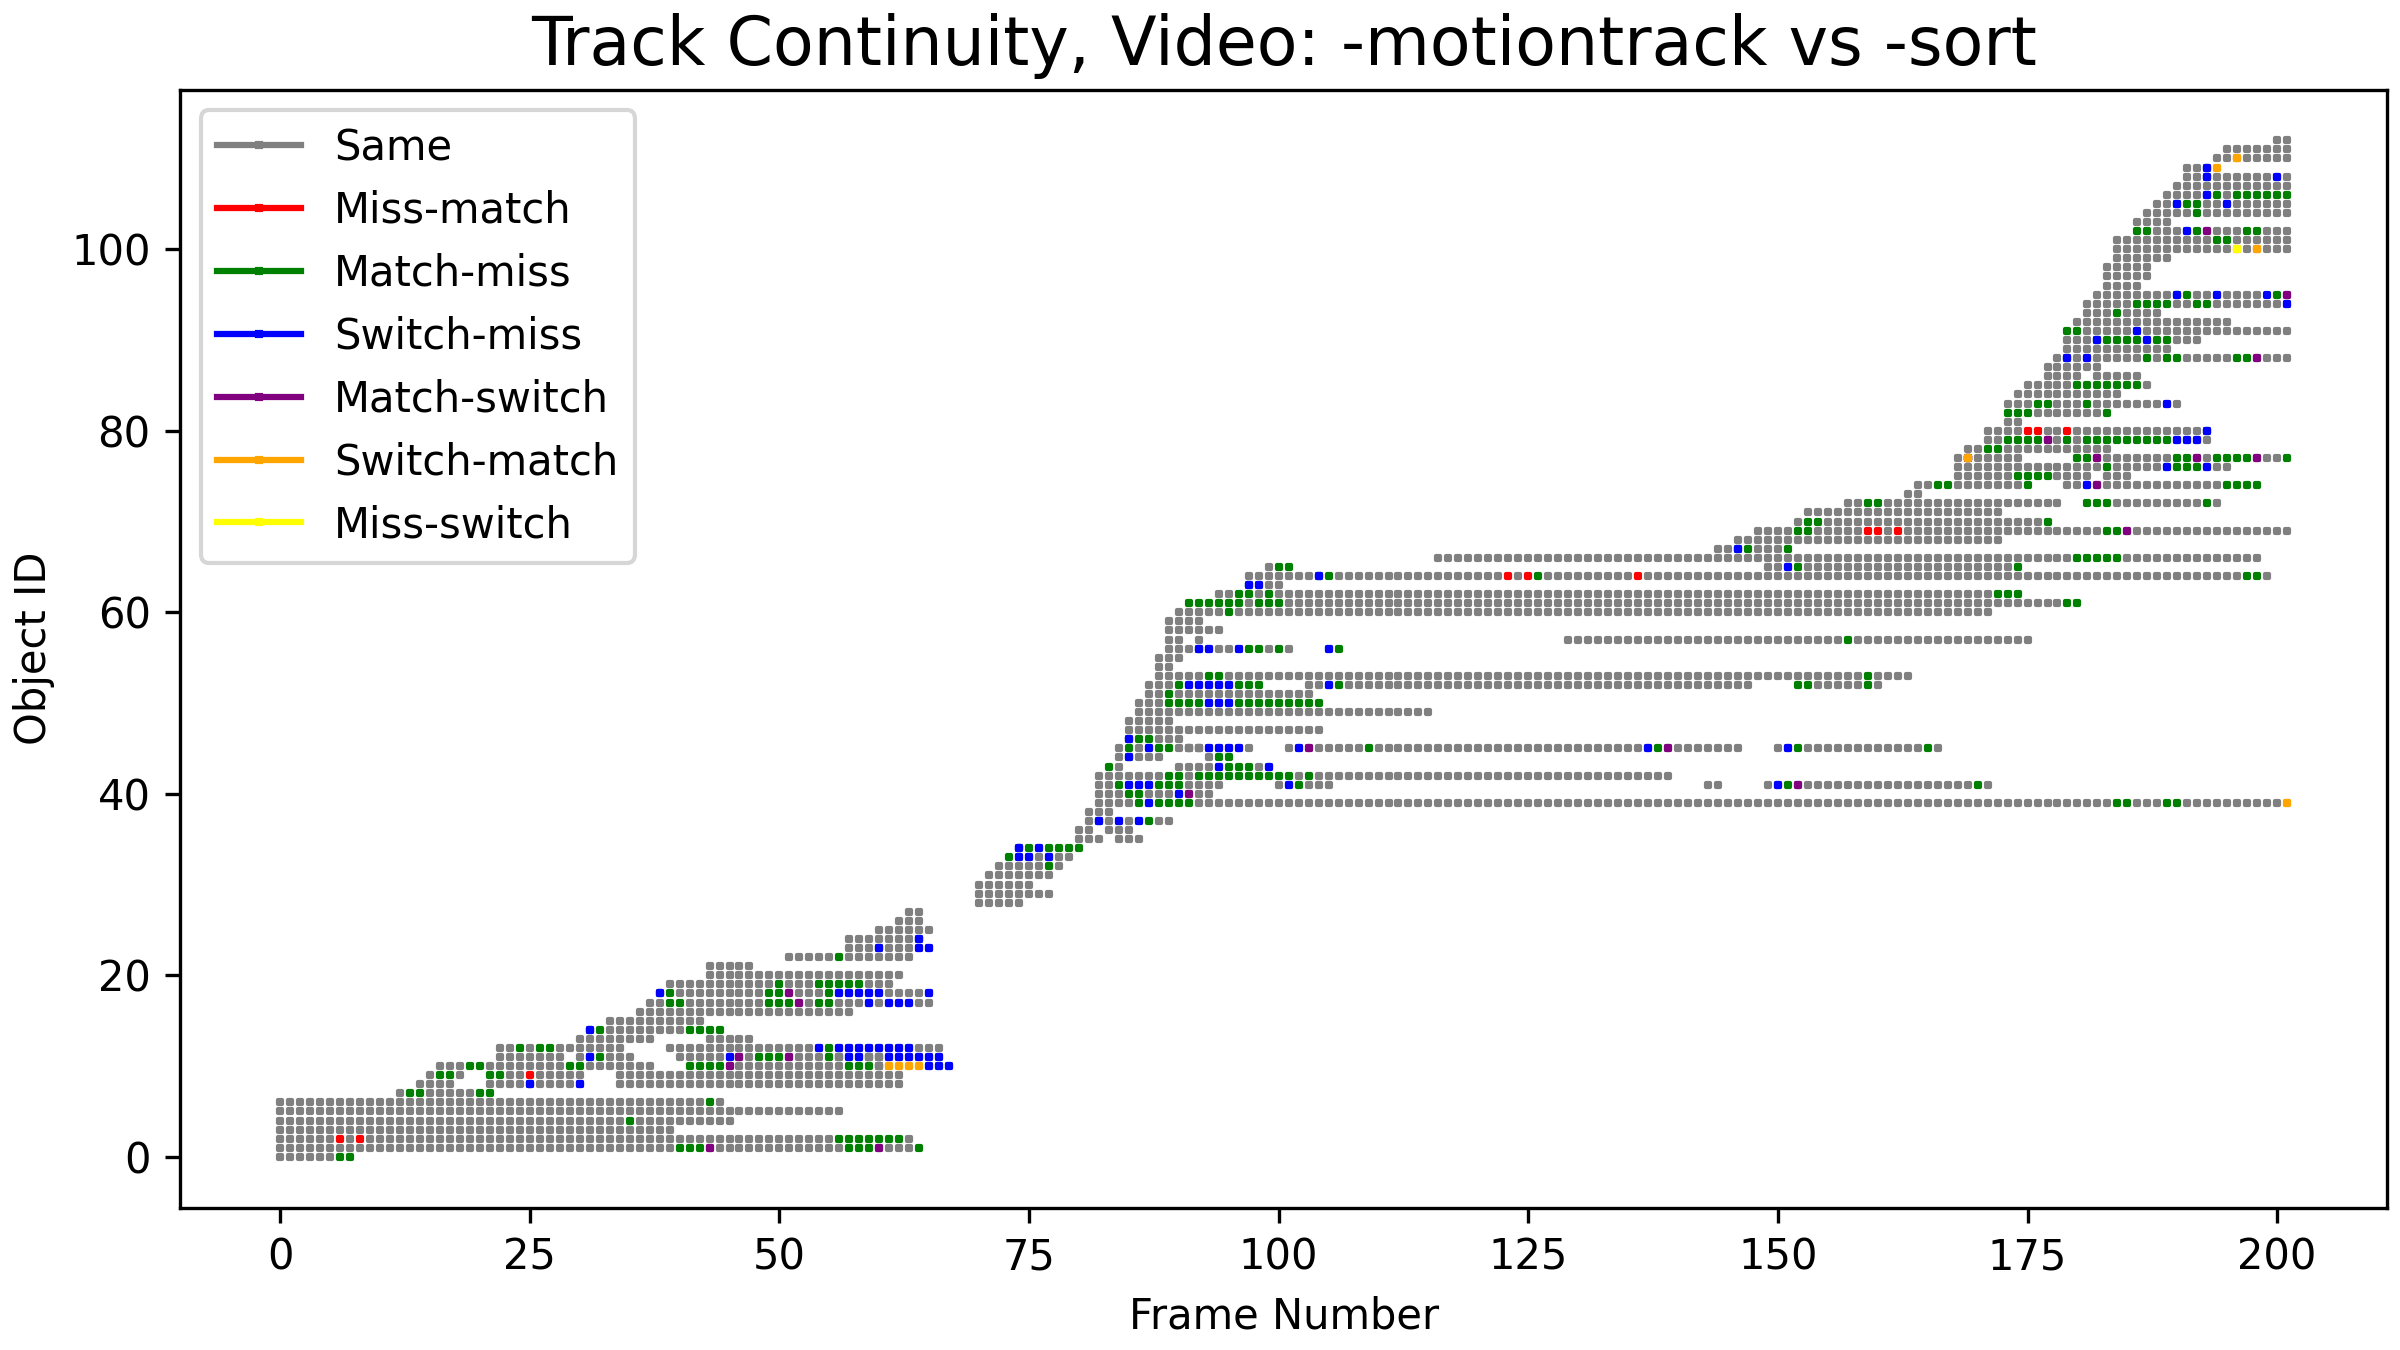 Track Continuity, Video: -motiontrack vs -sort
Same
Miss-match
Match-miss
Switch-miss
Match-switch
Switch-match
Miss-switch
100
80
60
40
20
0
Object ID
0 25 50 75 100 125 150 175 200
Frame Number